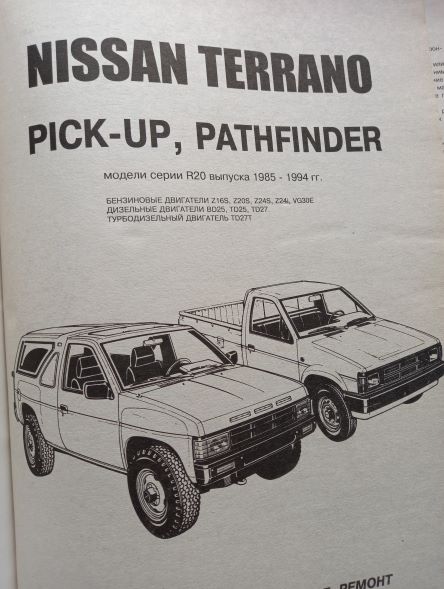 NISSAN TERRANO
PICK-UP, PATHFINDER
модели серии R20 выпуска 1985 - 1994 гг.
БЕНЗИНОВЫЕ ДВИГАТЕЛИ Z16S, Z20S, Z24S, Z24i, VG30E
ДИЗЕЛЬНЫЕ ДВИГАТЕЛИ BD25, TD25, TD27
ТУРБОДИЗЕЛЬНЫЙ ДВИГАТЕЛЬ TD27T
РЕМОНТ